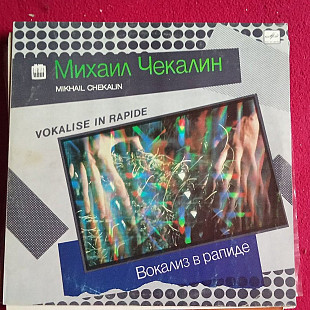 Михаил Чекалин
MIKHAIL CHEKALIN
VOKALISE IN RAPIDE
Вокализ в рапиде